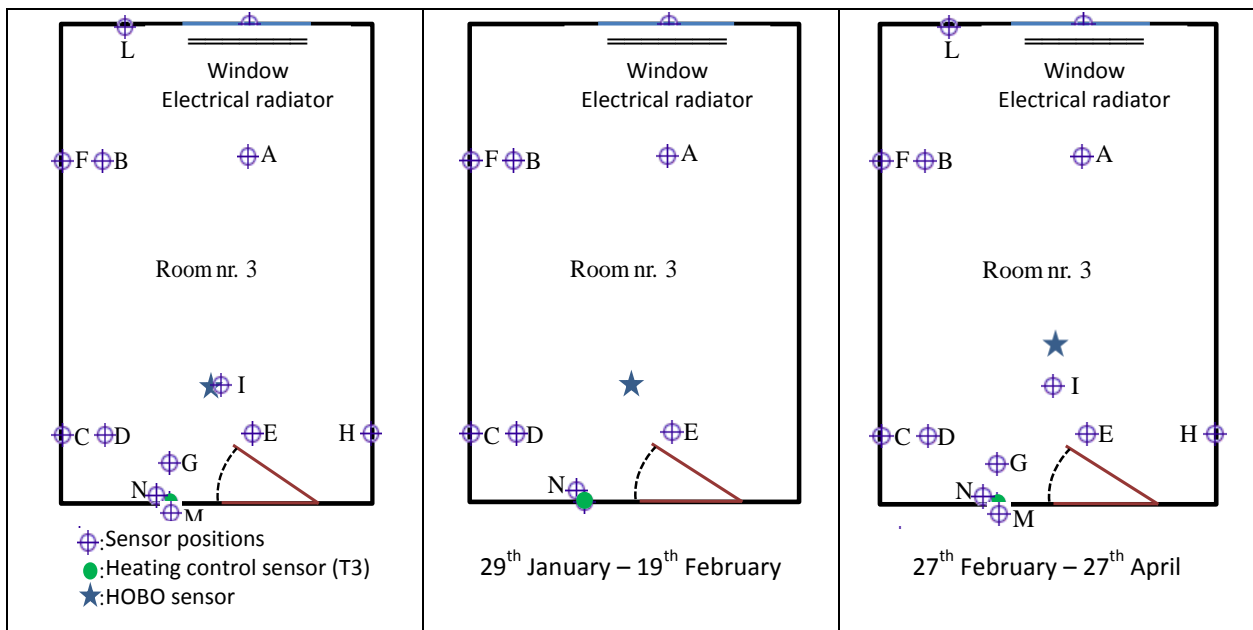 L
Window
Electrical radiator
F
B
A
Room nr. 3
I
C
D
E
H
G
N
M
:Sensor positions
:Heating control sensor (T3)
:HOBO sensor
Window
Electrical radiator
F
B
A
Room nr. 3
C
D
E
N
29th January – 19th February
L
Window
Electrical radiator
F
B
A
Room nr. 3
I
C
D
E
H
G
N
M
27th February – 27th April